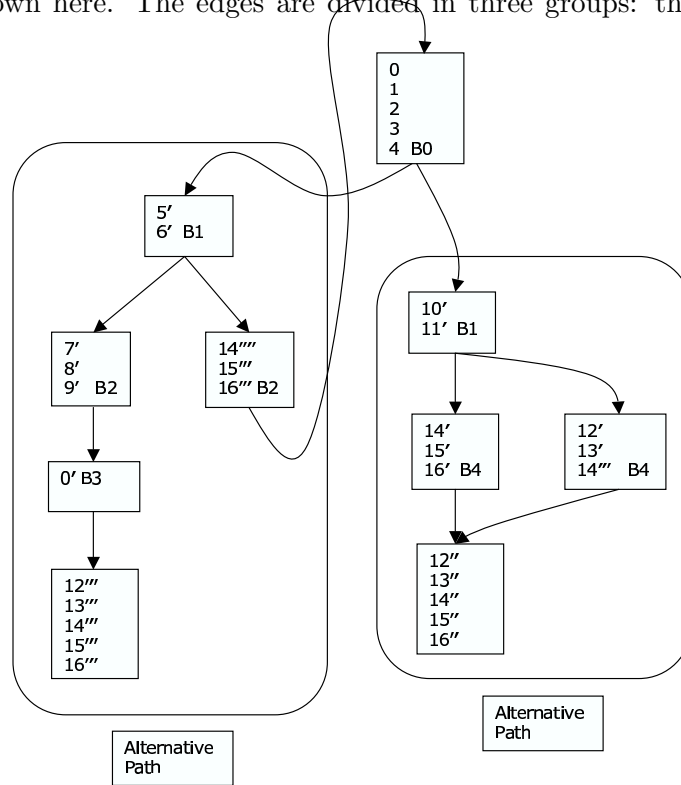 own here. The edges are divided in three groups: th
0
1
2
3
4 B0
5′
6′ B1
7′
8′
9′ B2
14′′′′
15′′′
16′′′ B2
0′ B3
12′′′
13′′′
14′′′
15′′′
16′′′
Alternative
Path
10′
11′ B1
14′
15′
16′ B4
12′
13′
14′′′ B4
12′′
13′′
14′′
15′′
16′′
Alternative
Path